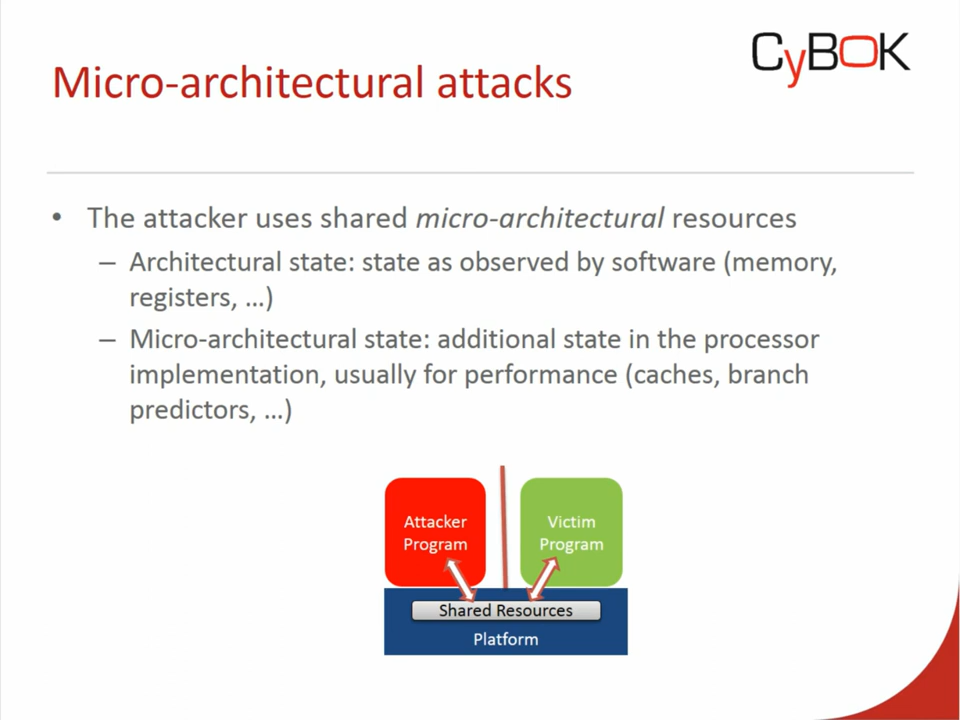 CyBOK
Micro-architectural attacks
• The attacker uses shared micro-architectural resources
– Architectural state: state as observed by software (memory,
registers, ...)
– Micro-architectural state: additional state in the processor
implementation, usually for performance (caches, branch
predictors, ...)
Attacker
Program
Victim
Program
Shared Resources
Platform